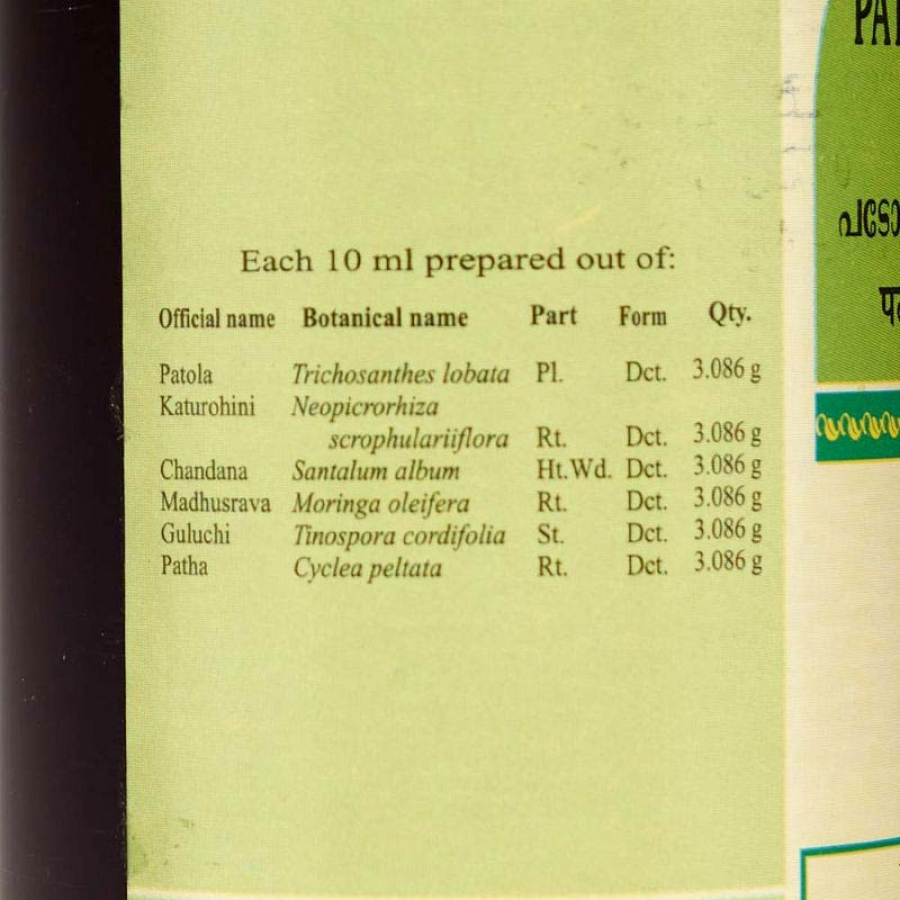 Each 10 ml prepared out of:
Official name Botanical name Part Form Qty.
Patola Trichosanthes lobata Pl. Dct. 3.086 g
Katurohini Neopicrorhiza
scrophulariiflora Rt. Dct. 3.086 g
Chandana Santalum album Ht.Wd. Dct. 3.086 g
Madhusrava Moringa oleifera Rt. Dct. 3.086 g
Guluchi Tinospora cordifolia St. Dct. 3.086 g
Patha Cyclea peltata Rt. Dct. 3.086 g